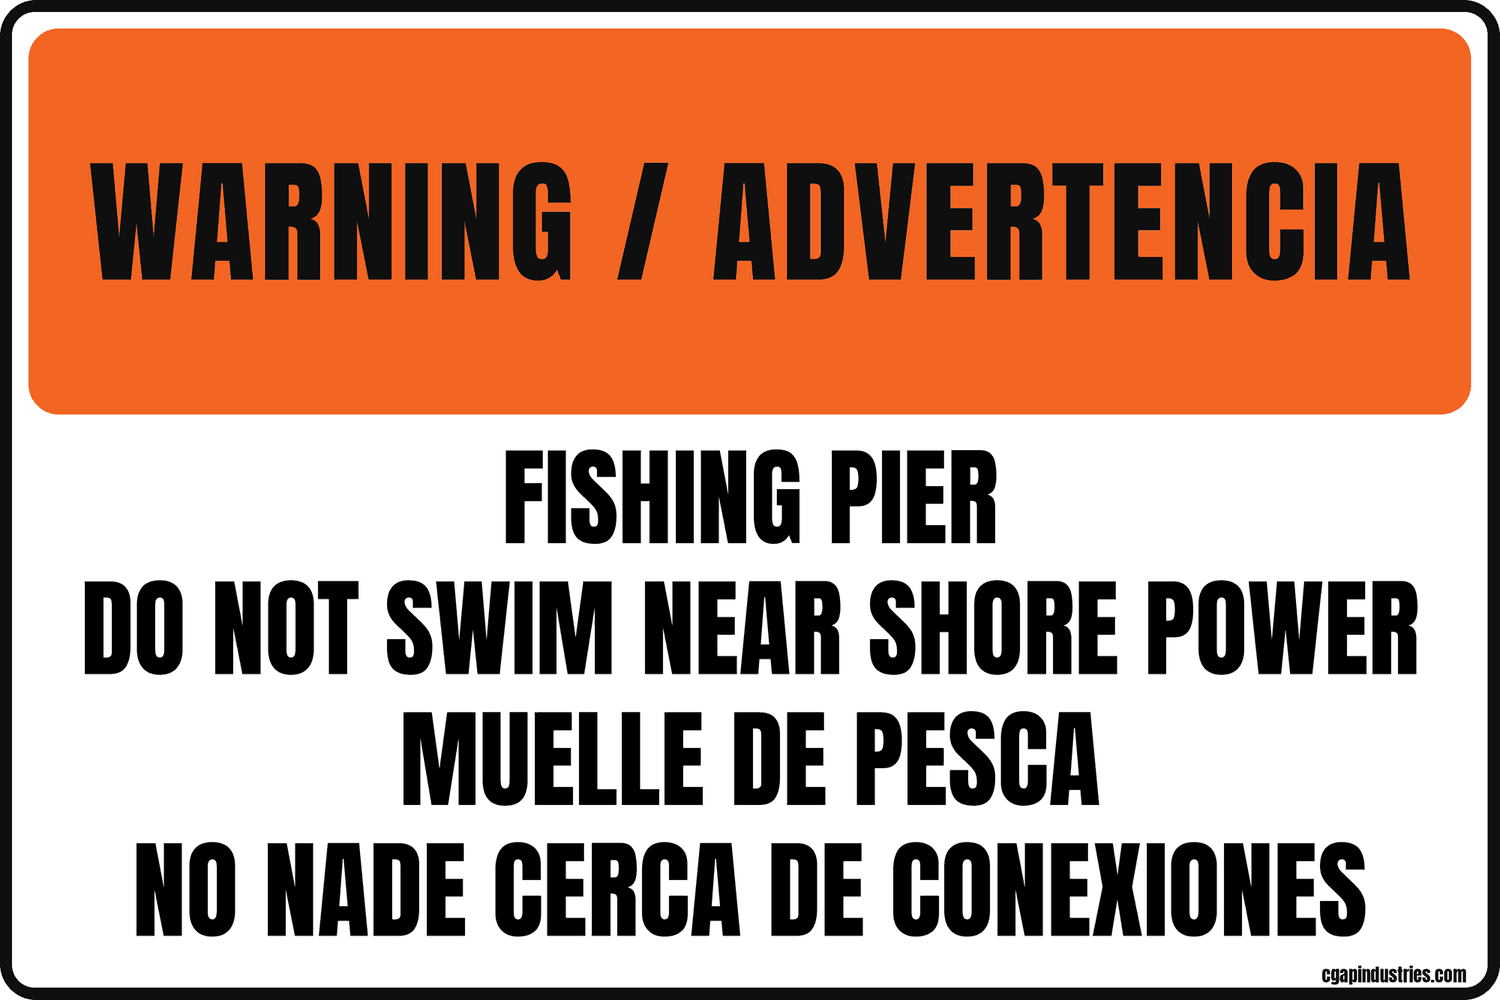 WARNING / ADVERTENCIA
FISHING PIER
DO NOT SWIM NEAR SHORE POWER
MUELLE DE PESCA
NO NADE CERCA DE CONEXIONES
cgapindustries.com